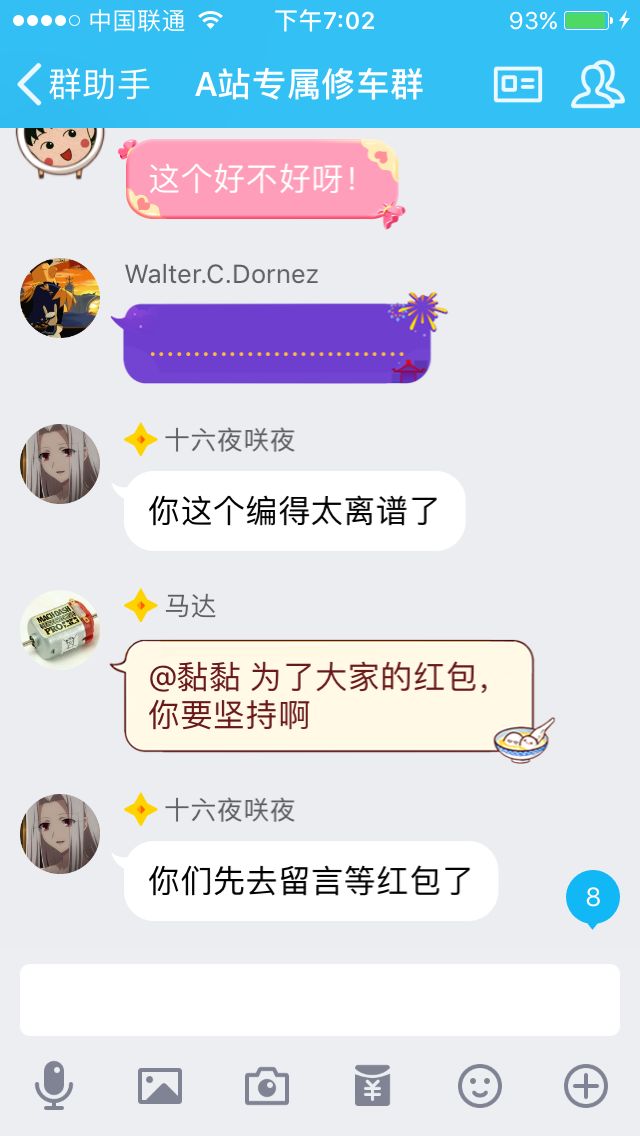 中国联通 下午7:02 93%
群助手 A站专属修车群
这个好不好呀！
Walter.C.Dornez
..............................
十六夜咲夜
你这个编得太离谱了
马达
@黏黏 为了大家的红包，
你要坚持啊
十六夜咲夜
你们先去留言等红包了
8